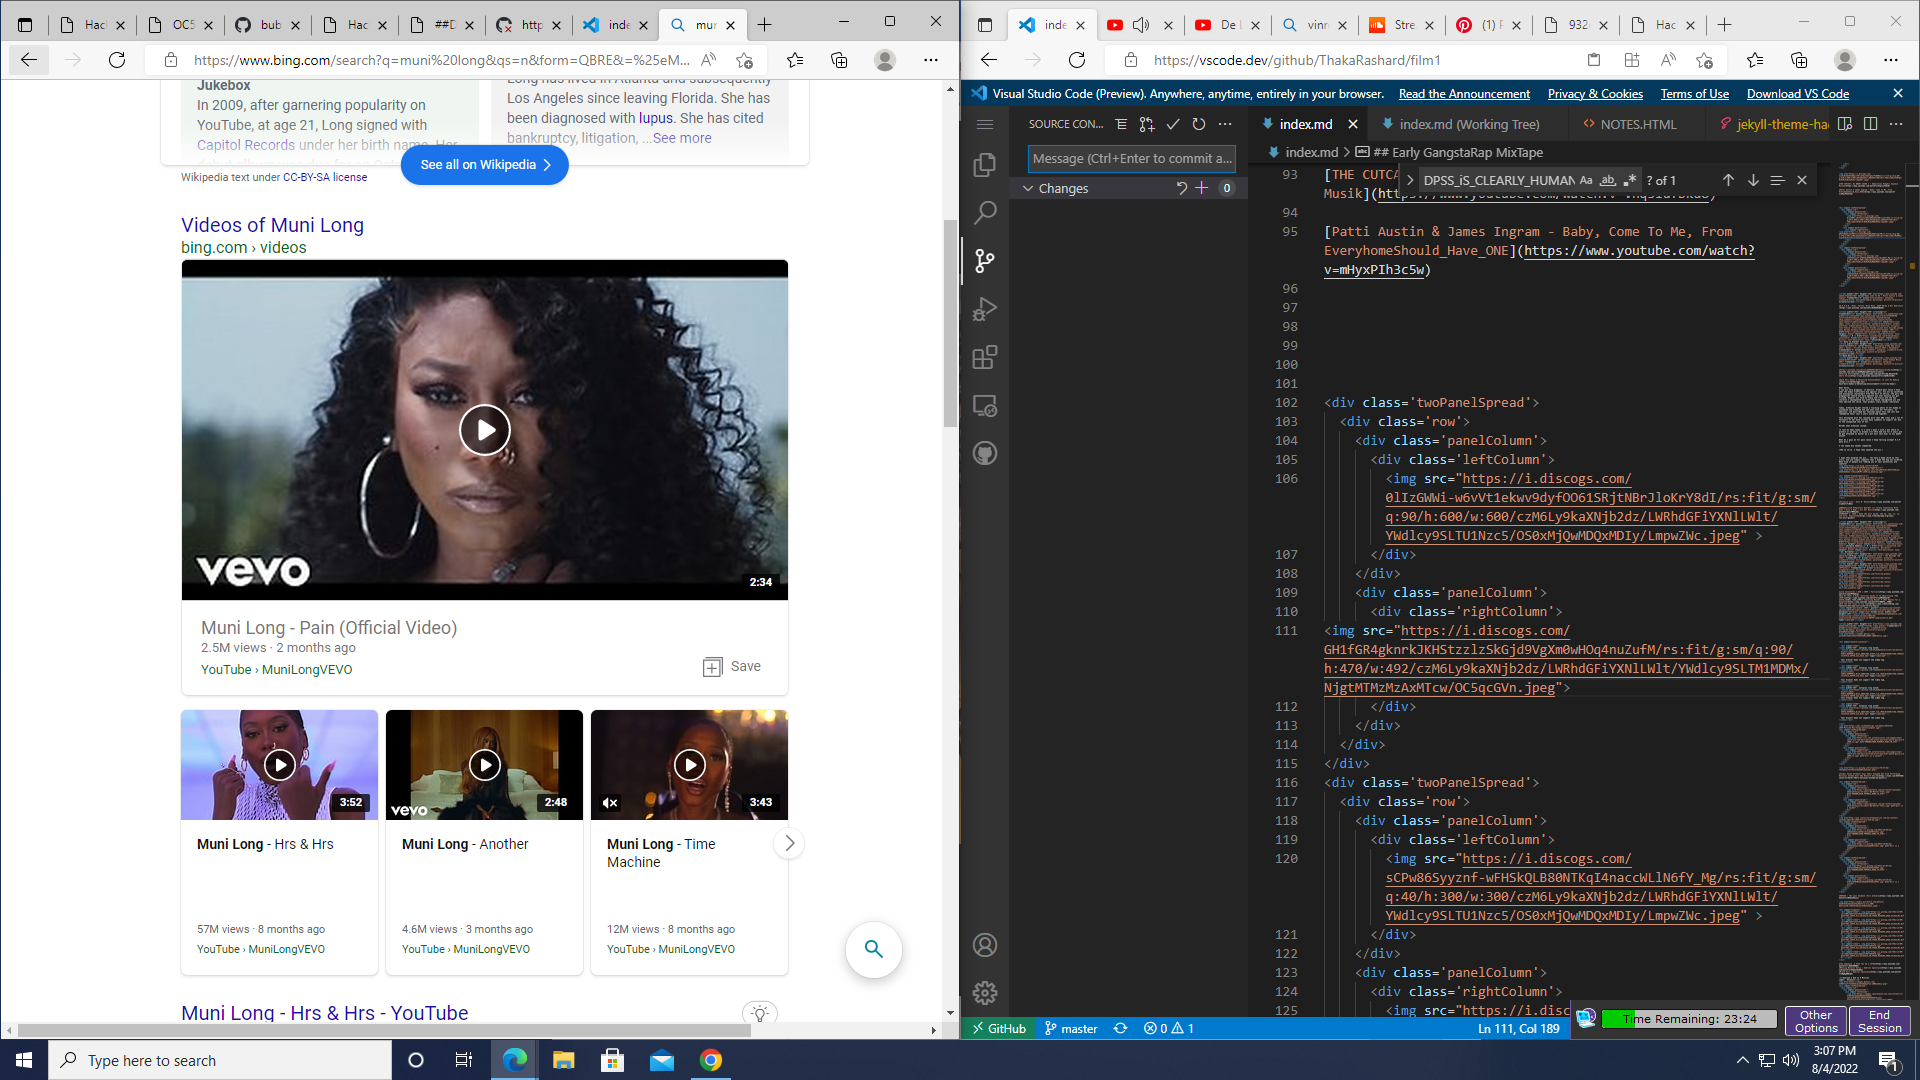 Hacl
OC5
bub
Hac
##D
http
inde
mur
https://www.bing.com/search?q=muni%20long&qs=n&form=QBRE&=%25eM...
Jukebox
In 2009, after garnering popularity on
YouTube, at age 21, Long signed with
Capitol Records under her birth name. Her
Long has lived in Atlanta and subsequently
Los Angeles since leaving Florida. She has
been diagnosed with lupus. She has cited
bankruptcy, litigation, ...See more
See all on Wikipedia
Wikipedia text under CC-BY-SA license
Videos of Muni Long
bing.com › videos
vevo
2:34
Muni Long - Pain (Official Video)
2.5M views · 2 months ago
YouTube › MuniLongVEVO
Save
3:52
vevo
2:48
3:43
Muni Long - Hrs & Hrs
57M views · 8 months ago
YouTube › MuniLongVEVO
Muni Long - Another
4.6M views · 3 months ago
YouTube › MuniLongVEVO
Muni Long - Time
Machine
12M views · 8 months ago
YouTube › MuniLongVEVO
Muni Long - Hrs & Hrs - YouTube
inde
De l
vinn
Stre
(1) F
932
Hac
https://vscode.dev/github/ThakaRashard/film1
Visual Studio Code (Preview). Anywhere, anytime, entirely in your browser.
Read the Announcement
Privacy & Cookies
Terms of Use
Download VS Code
SOURCE CON...
Message (Ctrl+Enter to commit a...
Changes
0
index.md
index.md (Working Tree)
NOTES.HTML
jekyll-theme-hac
index.md > ## Early GangstaRap MixTape
DPSS_iS_CLEARLY_HUMAN
Aa
ab
? of 1
93 [THE CUTCA
Musik](
94
95 [Patti Austin & James Ingram - Baby, Come To Me, From
EveryhomeShould_Have_ONE](https://www.youtube.com/watch?
v=mHyxPIh3c5w)
96
97
98
99
100
101
102 <div class='twoPanelSpread'>
103 <div class='row'>
104 <div class='panelColumn'>
105 <div class='leftColumn'>
106 <img src="https://i.discogs.com/
0lIzGWWi-w6vVt1ekwv9dyfOO61SRjtNBrJloKrY8dI/rs:fit/g:sm/
q:90/h:600/w:600/czM6Ly9kaXNjb2dz/LWRhdGFiYXNlLWlt/
YWdlcy9SLTU1Nzc5/OS0xMjQwMDQxMDIy/LmpwZWc.jpeg" >
107 </div>
108 </div>
109 <div class='panelColumn'>
110 <div class='rightColumn'>
111 <img src="https://i.discogs.com/
GH1fGR4gknrkJKHStzzlzSkGjd9VgXm0wHOq4nuZufM/rs:fit/g:sm/q:90/
h:470/w:492/czM6Ly9kaXNjb2dz/LWRhdGFiYXNlLWlt/YWdlcy9SLTM1MDMx/
NjgtMTMzMzAxMTcw/OC5qcGVn.jpeg">
112 </div>
113 </div>
114 </div>
115 </div>
116 <div class='twoPanelSpread'>
117 <div class='row'>
118 <div class='panelColumn'>
119 <div class='leftColumn'>
120 <img src="https://i.discogs.com/
sCPw86Syyznf-wFHSkQLB80NTKqI4naccWLlN6fY_Mg/rs:fit/g:sm/
q:40/h:300/w:300/czM6Ly9kaXNjb2dz/LWRhdGFiYXNlLWlt/
YWdlcy9SLTU1Nzc5/OS0xMjQwMDQxMDIy/LmpwZWc.jpeg" >
121 </div>
122 </div>
123 <div class='panelColumn'>
124 <div class='rightColumn'>
125 <img src="https://i.disc
GitHub
master
0
1
Ln 111, Col 189
Time Remaining: 23:24
Other
Options
End
Session
Type here to search
3:07 PM
8/4/2022
1